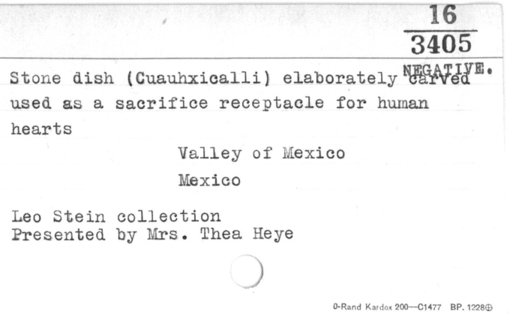 16
3405
NEGATIVE.
Stone dish (Cuauhxicalli) elaborately carved
used as a sacrifice receptacle for human
hearts
Valley of Mexico
Mexico
Leo Stein collection
Presented by Mrs. Thea Heye
0-Rand Kardex 200—C1477 BP. 1228⊕